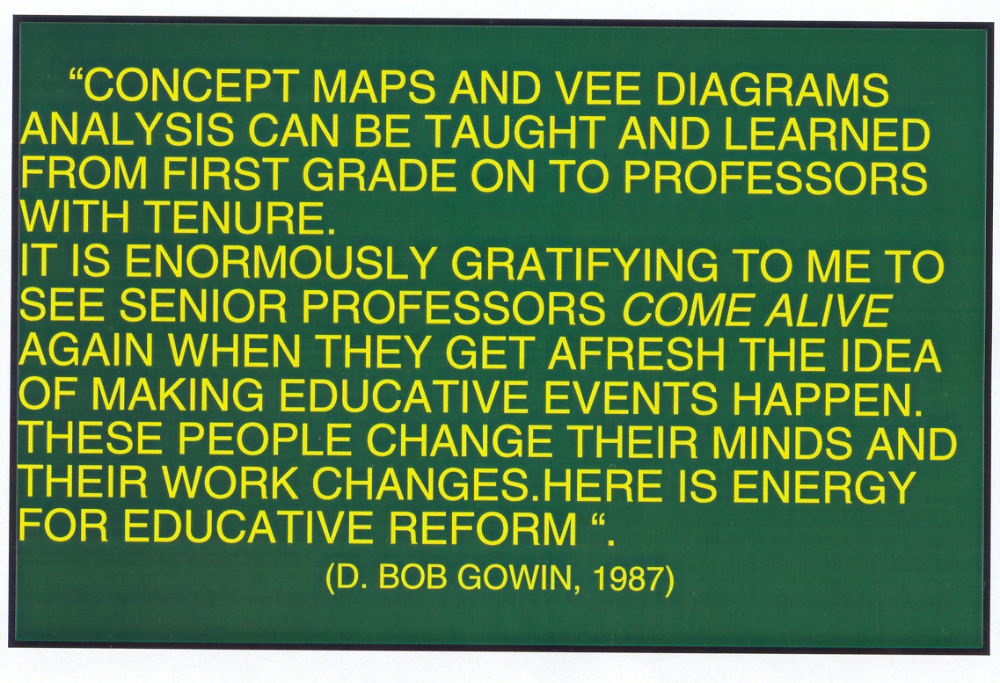 “CONCEPT MAPS AND VEE DIAGRAMS
ANALYSIS CAN BE TAUGHT AND LEARNED
FROM FIRST GRADE ON TO PROFESSORS
WITH TENURE.
IT IS ENORMOUSLY GRATIFYING TO ME TO
SEE SENIOR PROFESSORS COME ALIVE
AGAIN WHEN THEY GET AFRESH THE IDEA
OF MAKING EDUCATIVE EVENTS HAPPEN.
THESE PEOPLE CHANGE THEIR MINDS AND
THEIR WORK CHANGES.HERE IS ENERGY
FOR EDUCATIVE REFORM “.
(D. BOB GOWIN, 1987)